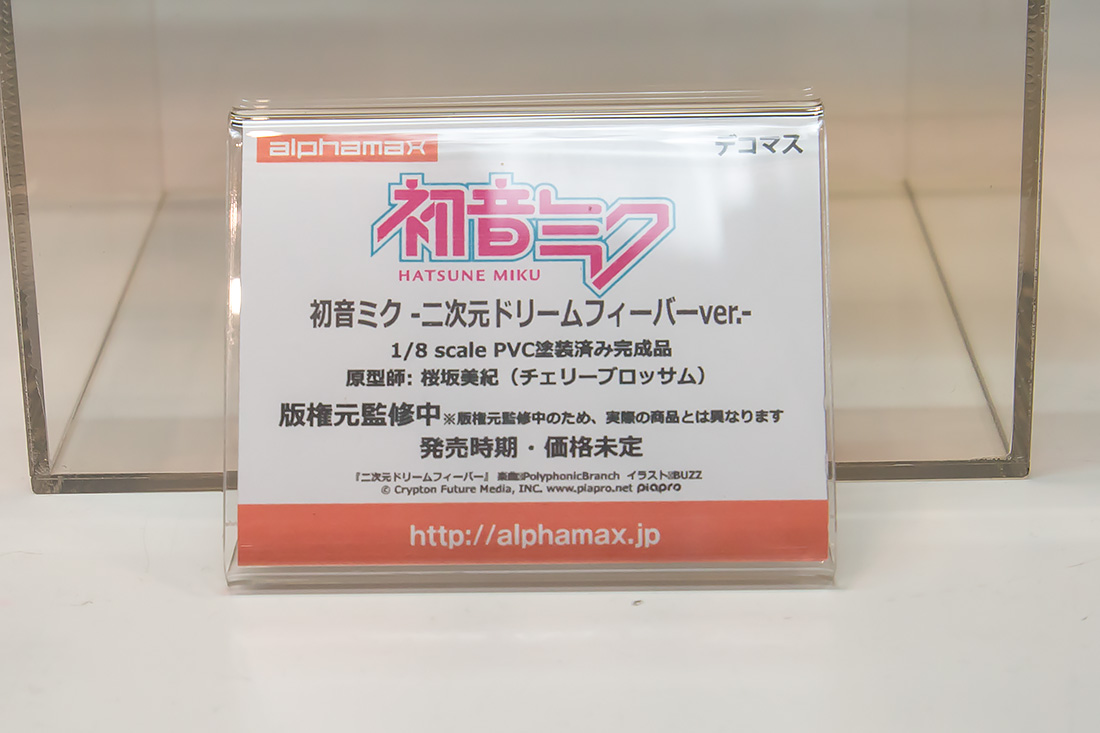 alphamax
デコマス
初音ミク
HATSUNE MIKU
初音ミク -二次元ドリームフィーバーver.-
1/8 scale PVC塗装済み完成品
原型師: 桜坂美紀（チェリーブロッサム）
版権元監修中 ※版権元監修中のため、実際の商品とは異なります
発売時期・価格未定
『二次元ドリームフィーバー』 楽曲:PolyphonicBranch イラスト:BUZZ
© Crypton Future Media, INC. www.piapro.net piapro
http://alphamax.jp